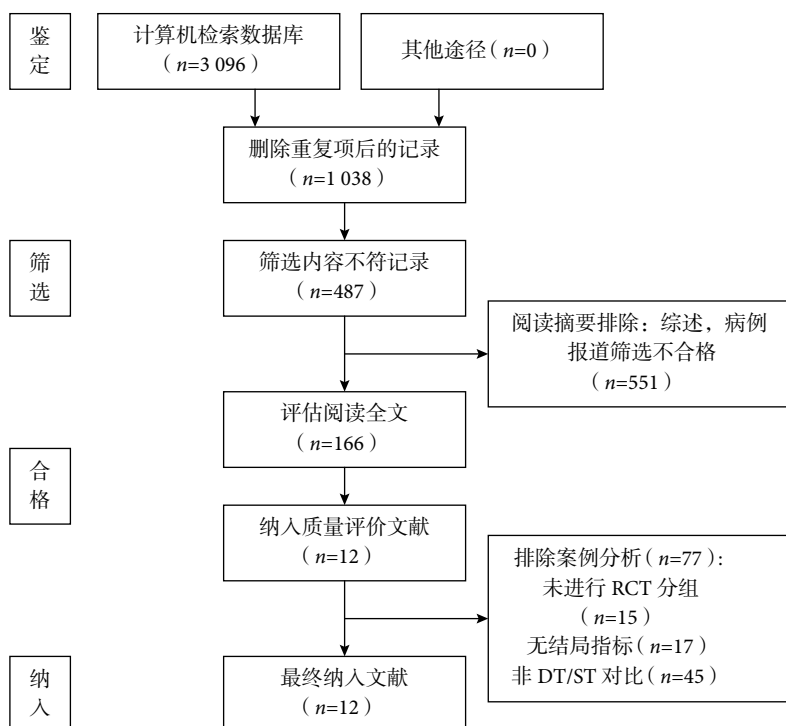 鉴定
计算机检索数据库
（n=3 096）
其他途径（n=0）
删除重复项后的记录
（n=1 038）
筛选
筛选内容不符记录
（n=487）
阅读摘要排除：综述，病例
报道筛选不合格
（n=551）
评估阅读全文
（n=166）
合格
纳入质量评价文献
（n=12）
排除案例分析（n=77）：
未进行 RCT 分组
（n=15）
无结局指标（n=17）
非 DT/ST 对比（n=45）
纳入
最终纳入文献
（n=12）